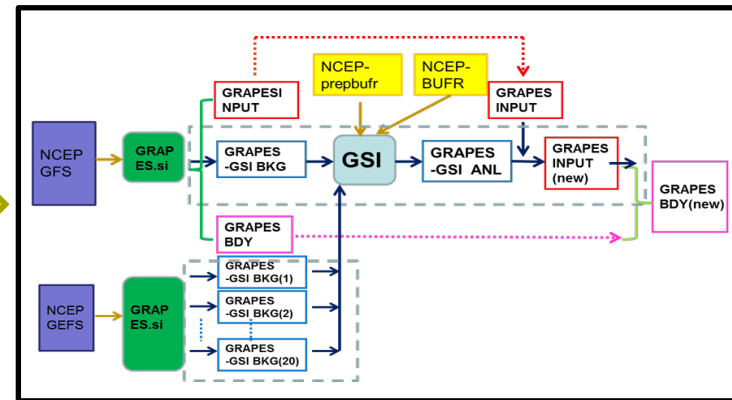 GRAPESI
NPUT
NCEP-
prepbufr
NCEP-
BUFR
GRAPES
INPUT
NCEP
GFS
GRAP
ES.si
GRAPES
-GSI BKG
GSI
GRAPES
-GSI ANL
GRAPES
INPUT
(new)
GRAPES
BDY(new)
GRAPES
BDY
NCEP
GEFS
GRAP
ES.si
GRAPES
-GSI BKG(1)
GRAPES
-GSI BKG(2)
GRAPES
-GSI BKG(20)